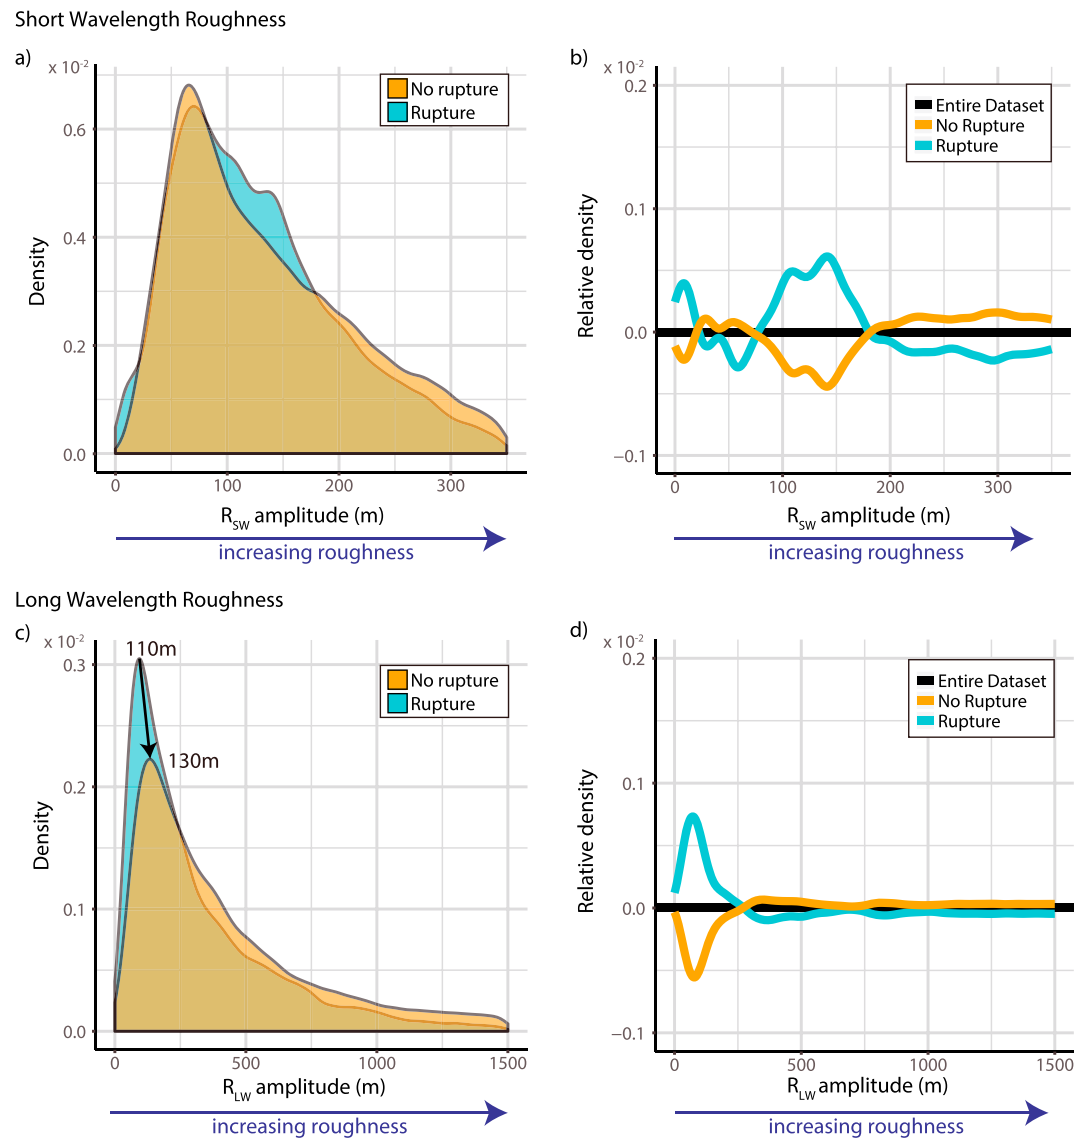 Short Wavelength Roughness
a)
x 10-2
0.6
0.4
0.2
0.0
Density
No rupture
Rupture
0
100
200
300
RSW amplitude (m)
increasing roughness
b)
x 10-2
0.2
0.1
0.0
−0.1
Relative density
Entire Dataset
No Rupture
Rupture
0
100
200
300
RSW amplitude (m)
increasing roughness
Long Wavelength Roughness
c)
x 10-2
110m
130m
0.3
0.2
0.1
0.0
Density
No rupture
Rupture
0
500
1000
1500
RLW amplitude (m)
increasing roughness
d)
x 10-2
0.2
0.1
0.0
−0.1
Relative density
Entire Dataset
No Rupture
Rupture
0
500
1000
1500
RLW amplitude (m)
increasing roughness